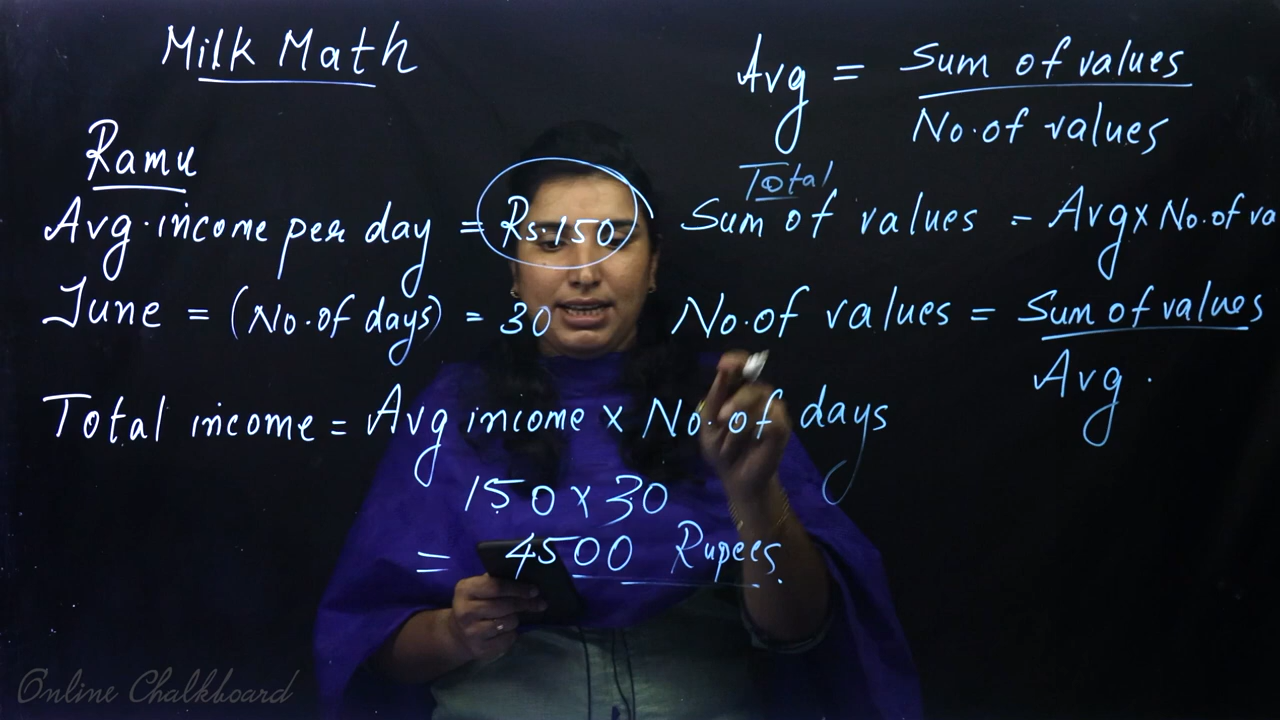 Milk Math
Avg = Sum of values
No. of values
Ramu
Total
Avg. income per day = Rs. 150
Sum of values = Avg x No. of va
June = (No. of days) = 30
No. of values = Sum of values
Avg.
Total income = Avg income x No. of days
150 x 30
= 4500 Rupees.
Online Chalkboard